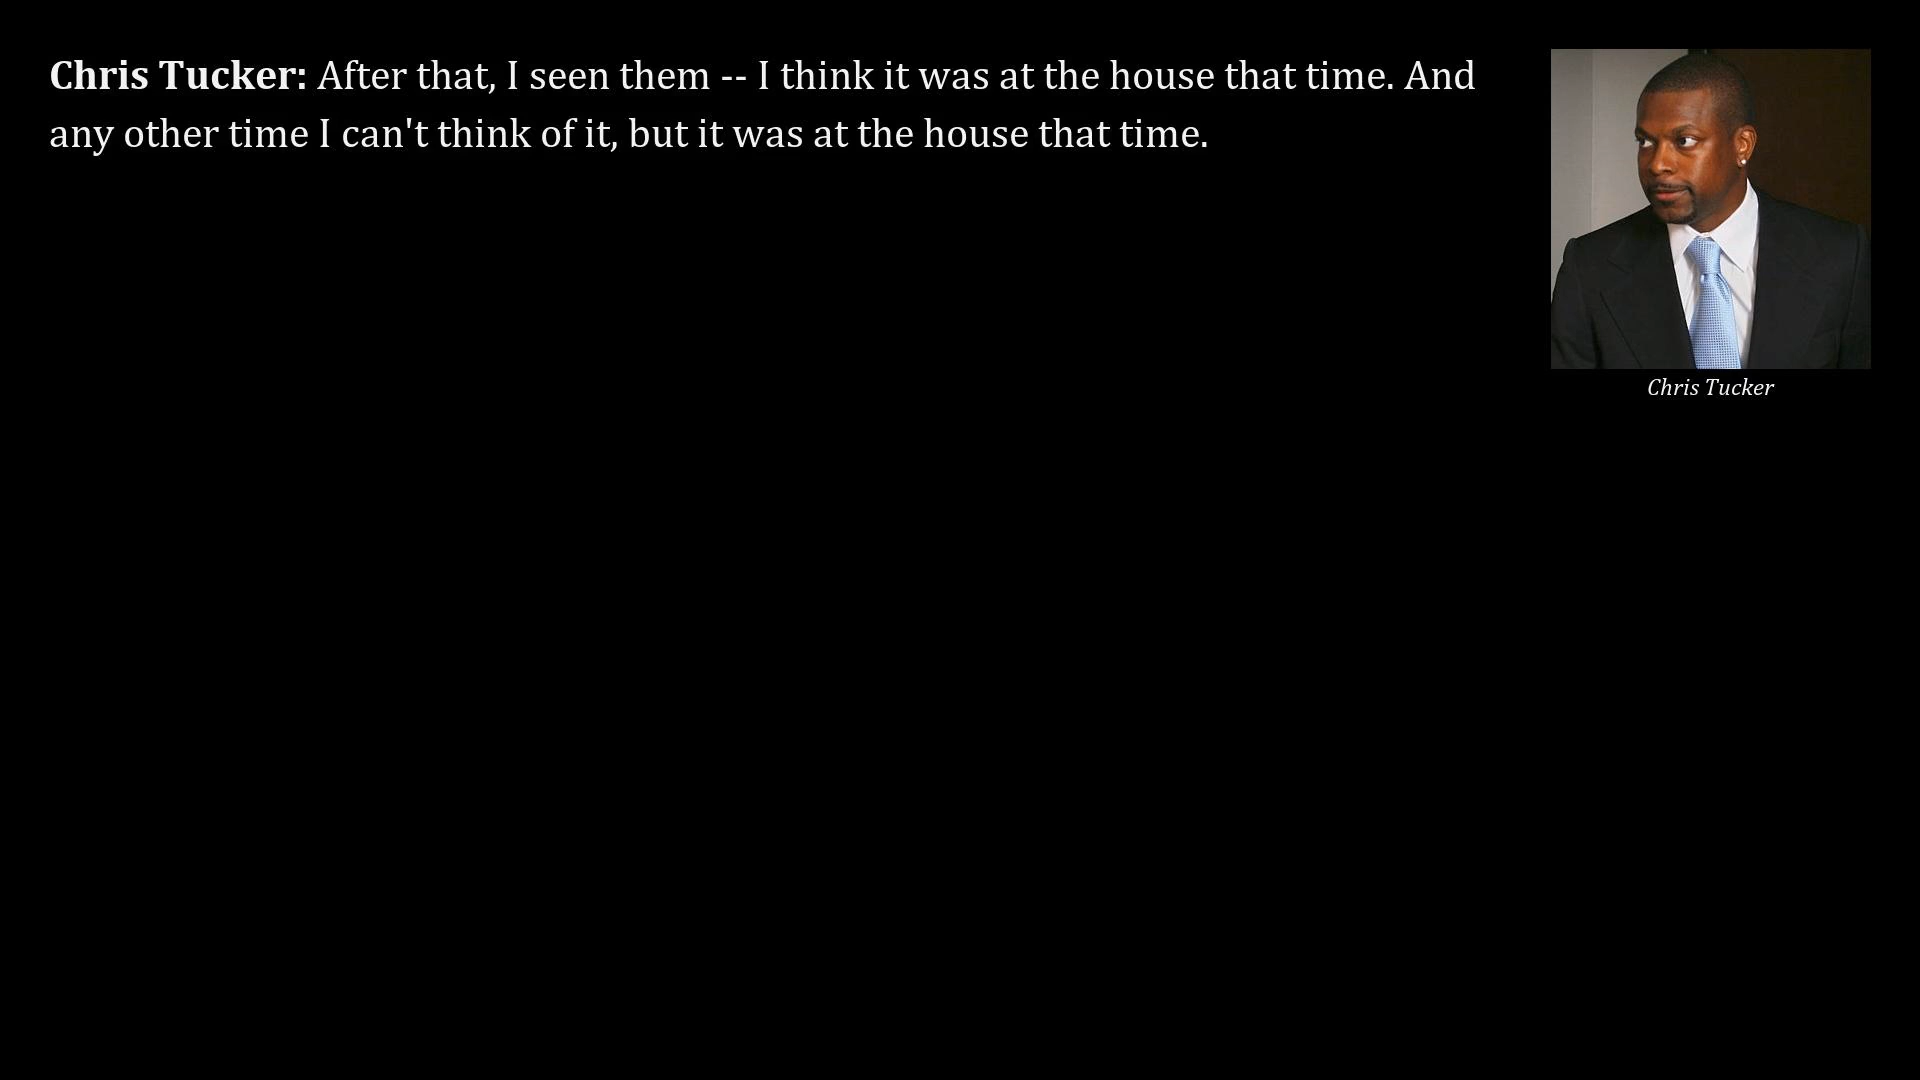 Chris Tucker: After that, I seen them -- I think it was at the house that time. And
any other time I can't think of it, but it was at the house that time.
Chris Tucker